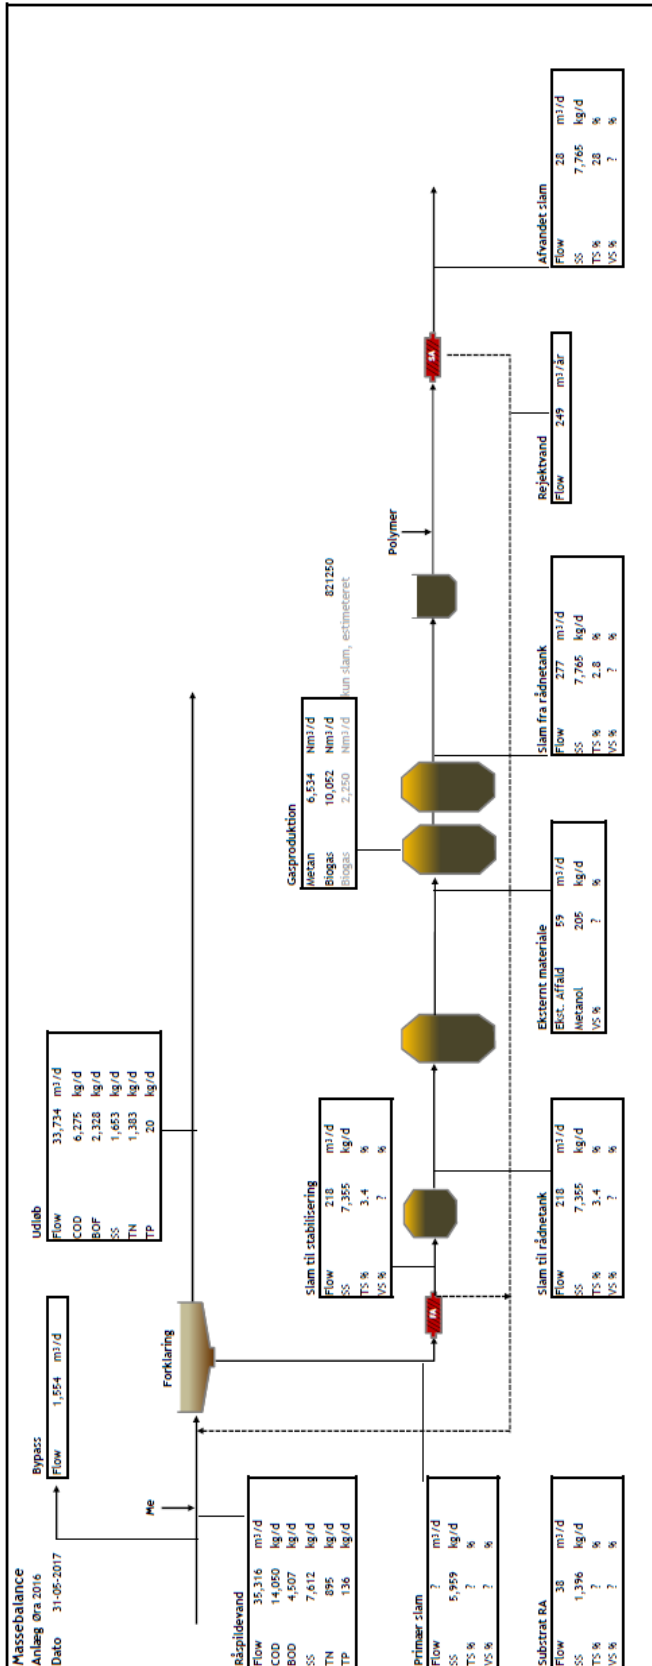 Massebalance
Anlæg Øra 2016
Dato 31-05-2017
Bypass
Flow 1,554 m³/d
Udløb
Flow 33,734 m³/d
COD 6,275 kg/d
BOF 2,328 kg/d
SS 1,653 kg/d
TN 1,383 kg/d
TP 20 kg/d
Me
Forklaring
Råspildevand
Flow 35,316 m³/d
COD 14,050 kg/d
BOD 4,507 kg/d
SS 7,612 kg/d
TN 895 kg/d
TP 136 kg/d
Gasproduktion
Metan 6,534 Nm³/d
Biogas 10,052 Nm³/d 821250
Biogas 2,250 Nm³/d kun slam, estimeteret
Slam til stabilisering
Flow 218 m³/d
SS 7,355 kg/d
TS % 3.4 %
VS % ? %
Polymer
FA
SA
Primær slam
Flow ? m³/d
SS 5,959 kg/d
TS % ? %
VS % ? %
Substrat RA
Flow 38 m³/d
SS 1,396 kg/d
TS % ? %
VS % ? %
Slam til rådnetank
Flow 218 m³/d
SS 7,355 kg/d
TS % 3.4 %
VS % ? %
Eksternt materiale
Ekst. Affald 59 m³/d
Metanol 205 kg/d
VS % ? %
Slam fra rådnetank
Flow 277 m³/d
SS 7,765 kg/d
TS % 2.8 %
VS % ? %
Rejektvand
Flow 249 m³/år
Afvandet slam
Flow 28 m³/d
SS 7,765 kg/d
TS % 28 %
VS % ? %